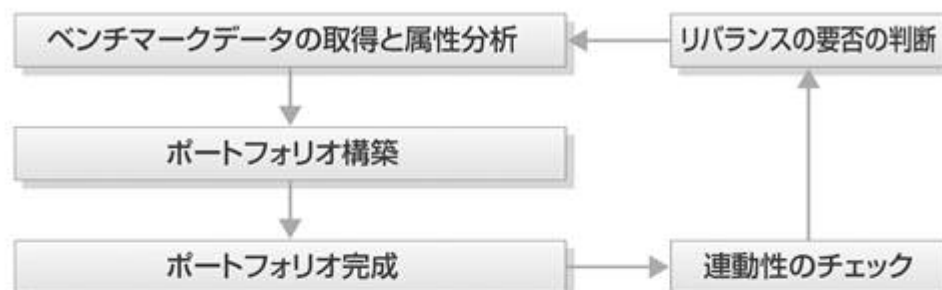 ベンチマークデータの取得と属性分析
リバランスの要否の判断
ポートフォリオ構築
ポートフォリオ完成
連動性のチェック